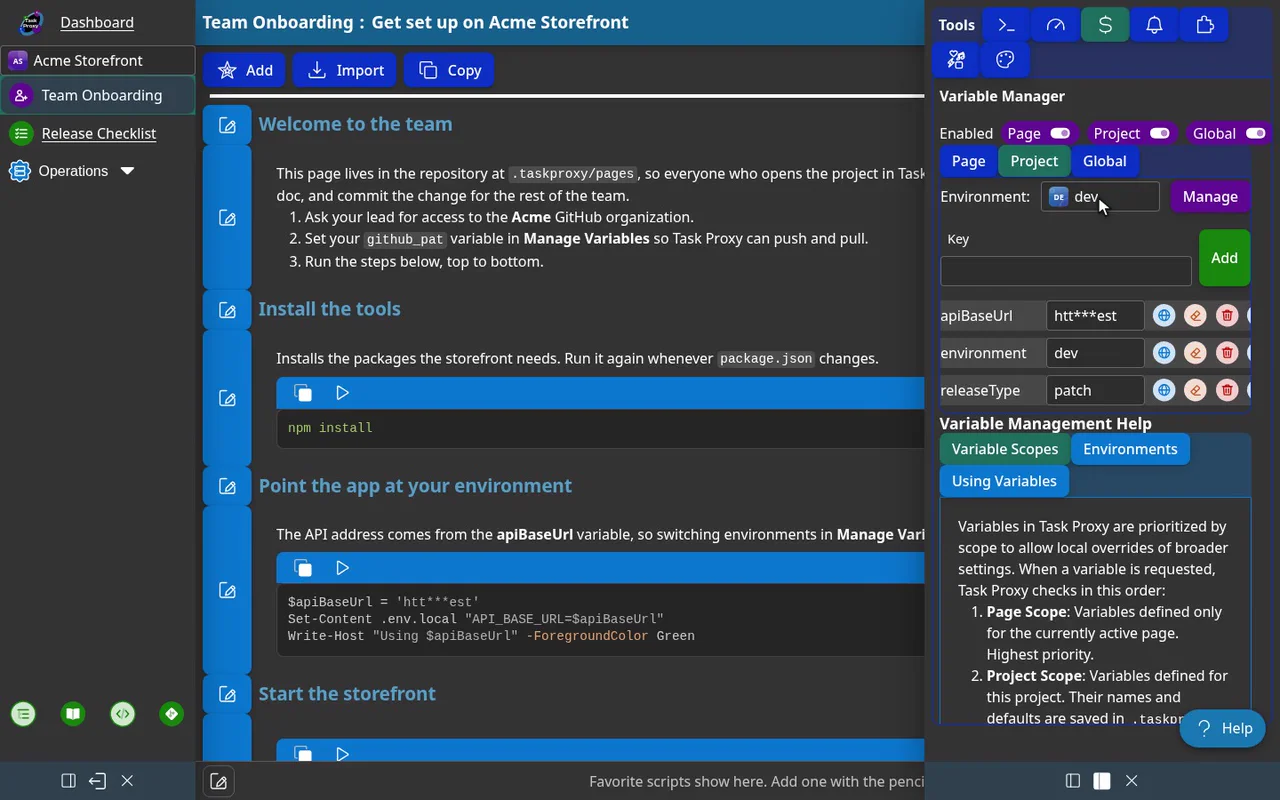 Task Proxy
Dashboard
AS Acme Storefront
Team Onboarding
Release Checklist
Operations
Team Onboarding : Get set up on Acme Storefront
Add
Import
Copy
Welcome to the team
This page lives in the repository at .taskproxy/pages, so everyone who opens the project in Task
doc, and commit the change for the rest of the team.
1. Ask your lead for access to the Acme GitHub organization.
2. Set your github_pat variable in Manage Variables so Task Proxy can push and pull.
3. Run the steps below, top to bottom.
Install the tools
Installs the packages the storefront needs. Run it again whenever package.json changes.
npm install
Point the app at your environment
The API address comes from the apiBaseUrl variable, so switching environments in Manage Vari
$apiBaseUrl = 'htt***est'
Set-Content .env.local "API_BASE_URL=$apiBaseUrl"
Write-Host "Using $apiBaseUrl" -ForegroundColor Green
Start the storefront
Favorite scripts show here. Add one with the penci
Tools
Variable Manager
Enabled Page Project Global
Page Project Global
Environment: DE dev Manage
Key
Add
apiBaseUrl htt***est
environment dev
releaseType patch
Variable Management Help
Variable Scopes
Environments
Using Variables
Variables in Task Proxy are prioritized by
scope to allow local overrides of broader
settings. When a variable is requested,
Task Proxy checks in this order:
1. Page Scope: Variables defined only
for the currently active page.
Highest priority.
2. Project Scope: Variables defined for
this project. Their names and
defaults are saved in .taskpr
Help